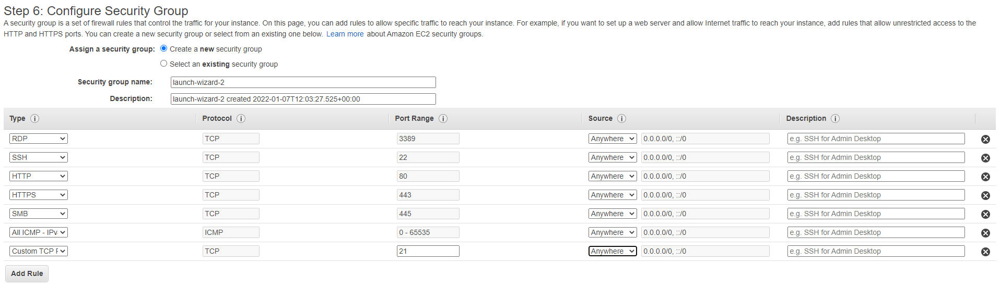 Step 6: Configure Security Group
A security group is a set of firewall rules that control the traffic for your instance. On this page, you can add rules to allow specific traffic to reach your instance. For example, if you want to set up a web server and allow Internet traffic to reach your instance, add rules that allow unrestricted access to the
HTTP and HTTPS ports. You can create a new security group or select from an existing one below. Learn more about Amazon EC2 security groups.
Assign a security group: Create a new security group
Select an existing security group
Security group name: launch-wizard-2
Description: launch-wizard-2 created 2022-01-07T12:03:27.525+00:00
Type i Protocol i Port Range i Source i Description i
RDP TCP 3389 Anywhere 0.0.0.0/0, ::/0 e.g. SSH for Admin Desktop
SSH TCP 22 Anywhere 0.0.0.0/0, ::/0 e.g. SSH for Admin Desktop
HTTP TCP 80 Anywhere 0.0.0.0/0, ::/0 e.g. SSH for Admin Desktop
HTTPS TCP 443 Anywhere 0.0.0.0/0, ::/0 e.g. SSH for Admin Desktop
SMB TCP 445 Anywhere 0.0.0.0/0, ::/0 e.g. SSH for Admin Desktop
All ICMP - IPv ICMP 0 - 65535 Anywhere 0.0.0.0/0, ::/0 e.g. SSH for Admin Desktop
Custom TCP F TCP 21 Anywhere 0.0.0.0/0, ::/0 e.g. SSH for Admin Desktop
Add Rule